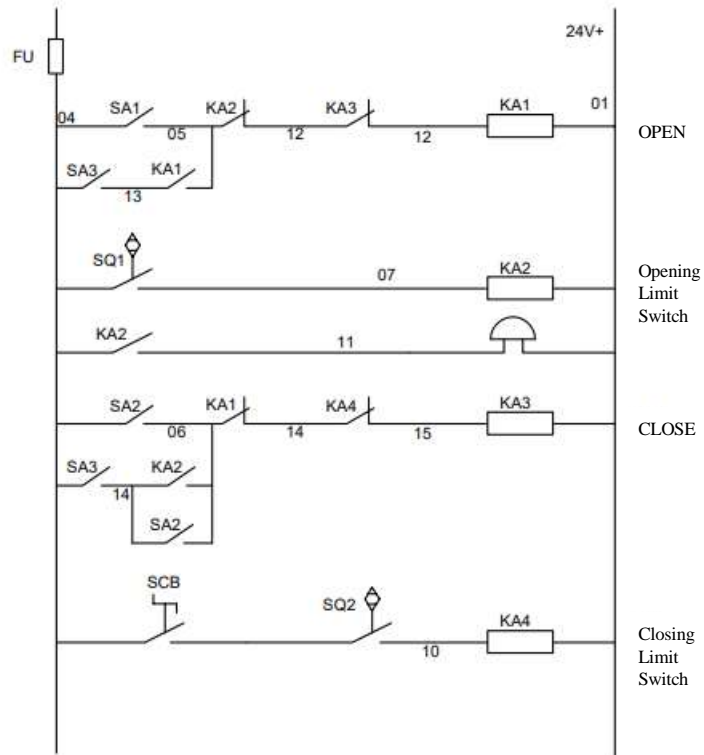 24V+
FU
SA1 KA2 KA3 KA1 01
04 05 12 12 OPEN
SA3 KA1
13
SQ1 07 KA2 Opening
Limit
Switch
KA2
11
SA2 KA1 KA4 KA3
06 14 15 CLOSE
SA3 KA2
14
SA2
SCB SQ2 KA4 Closing
Limit
Switch
10